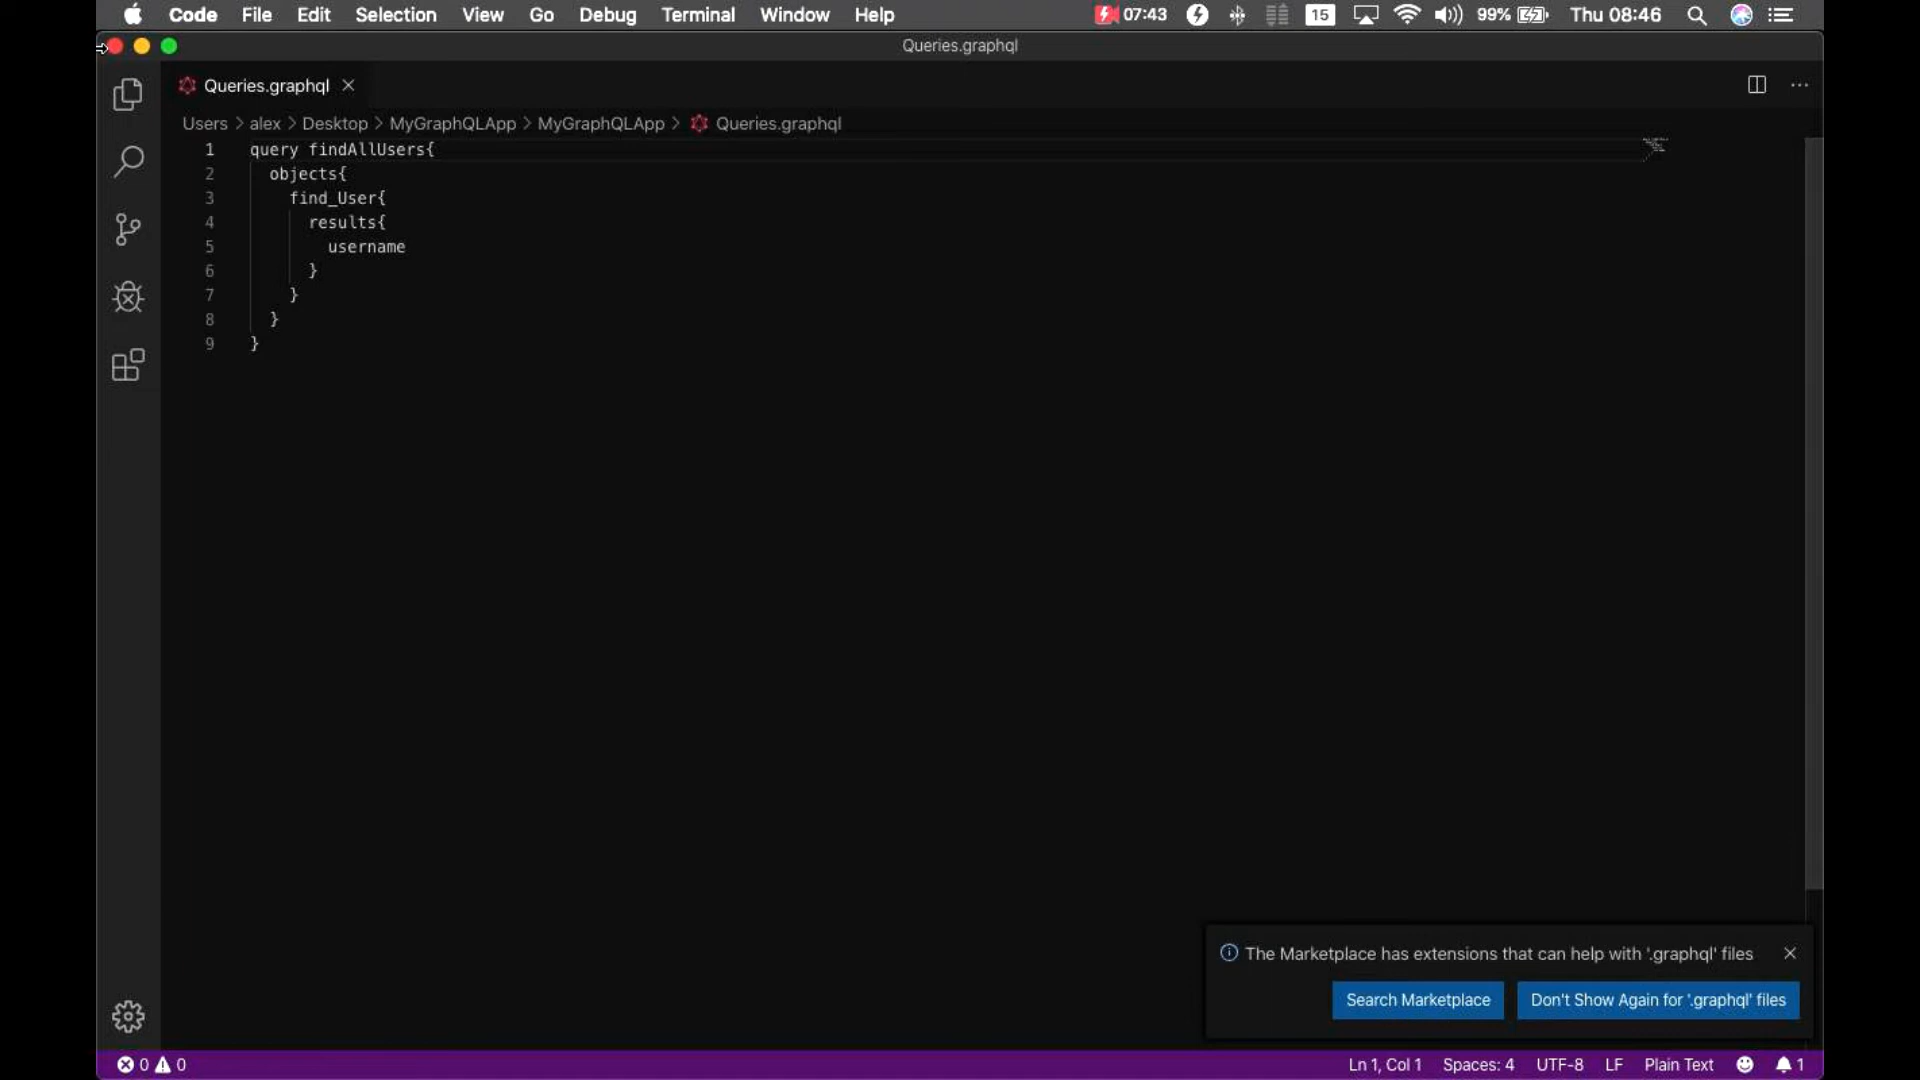 Code File Edit Selection View Go Debug Terminal Window Help 07:43 15 99% Thu 08:46
Queries.graphql
Queries.graphql
Users > alex > Desktop > MyGraphQLApp > MyGraphQLApp > Queries.graphql
1 query findAllUsers{
2 objects{
3 find_User{
4 results{
5 username
6 }
7 }
8 }
9 }
The Marketplace has extensions that can help with '.graphql' files
Search Marketplace Don't Show Again for '.graphql' files
0 0 Ln 1, Col 1 Spaces: 4 UTF-8 LF Plain Text 1